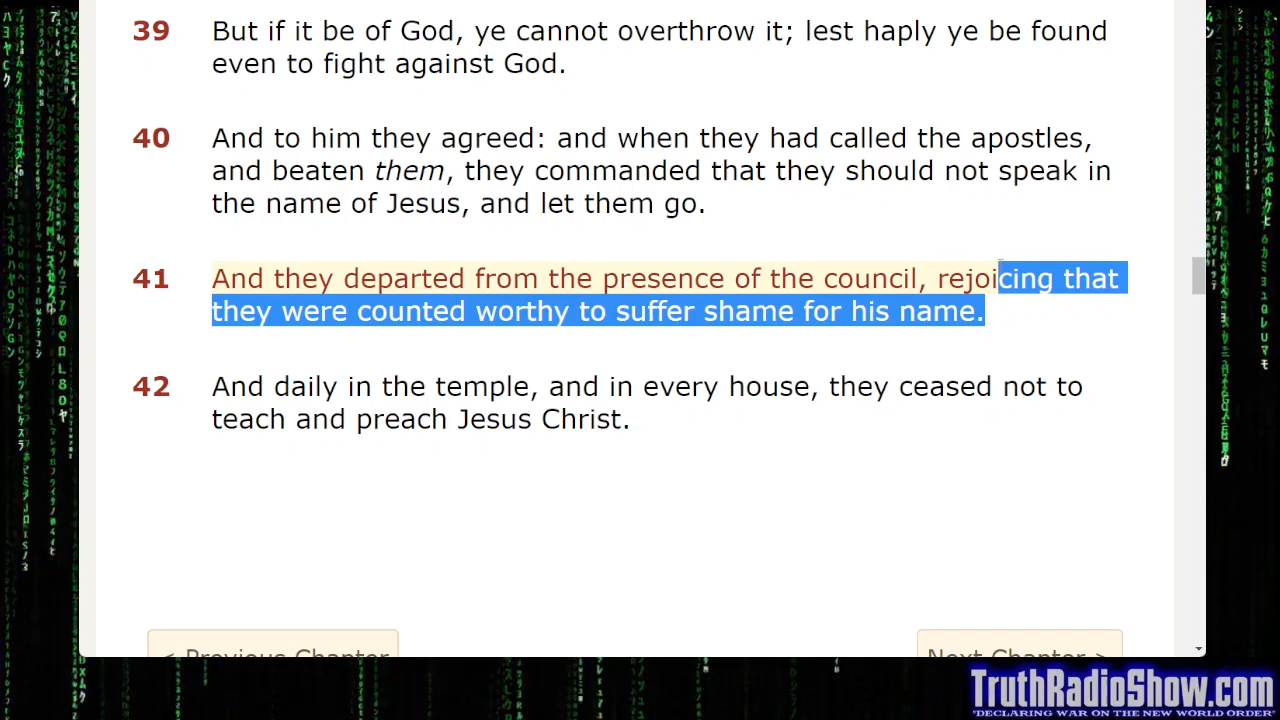 39 But if it be of God, ye cannot overthrow it; lest haply ye be found
even to fight against God.
40 And to him they agreed: and when they had called the apostles,
and beaten them, they commanded that they should not speak in
the name of Jesus, and let them go.
41 And they departed from the presence of the council, rejoicing that
they were counted worthy to suffer shame for his name.
42 And daily in the temple, and in every house, they ceased not to
teach and preach Jesus Christ.
< Previous Chapter
Next Chapter >
TruthRadioShow.com
"DECLARING WAR ON THE NEW WORLD ORDER"